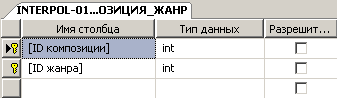 INTERPOL-01...ОЗИЦИЯ_ЖАНР
Имя столбца Тип данных Разрешит...
[ID композиции] int
[ID жанра] int